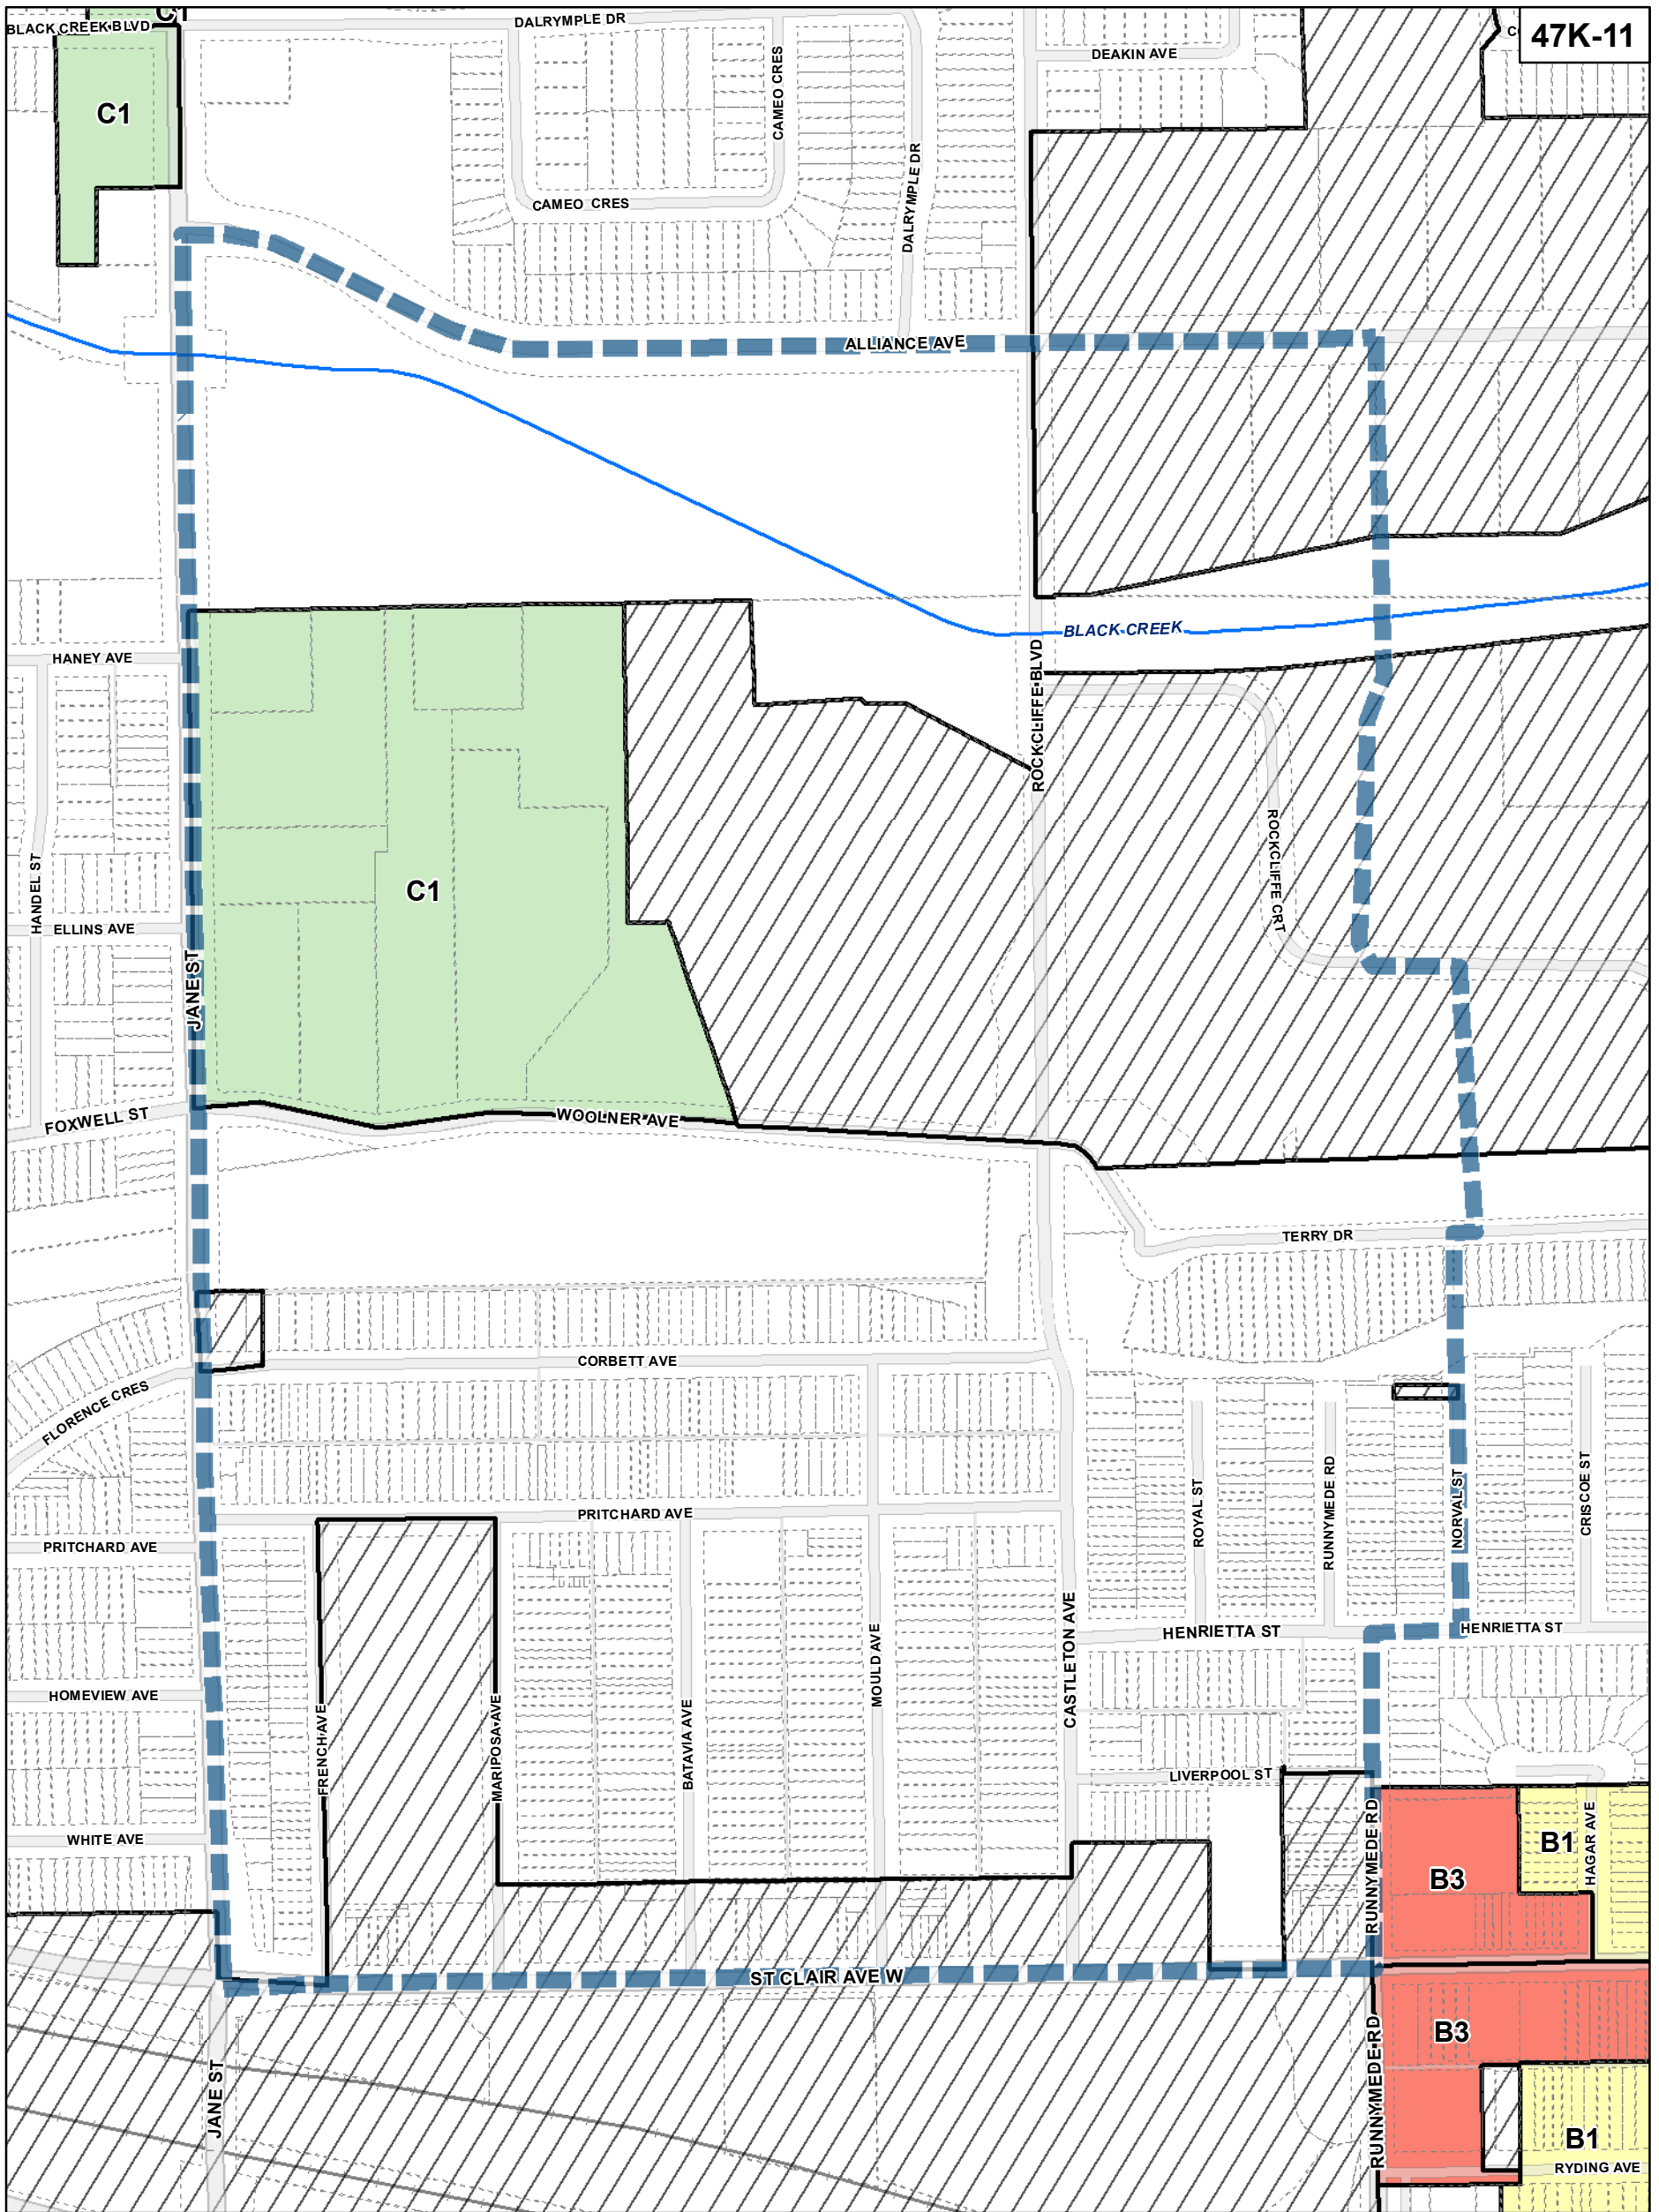 C1
BLACK CREEK BLVD
DALRYMPLE DR
47K-11
DEAKIN AVE
CAMEO CRES
C1
DALRYMPLE DR
CAMEO CRES
ALLIANCE AVE
BLACK CREEK
HANEY AVE
ROCKCLIFFE BLVD
ROCKCLIFFE CRT
HANDEL ST
C1
ELLINS AVE
JANE ST
FOXWELL ST
WOOLNER AVE
TERRY DR
CORBETT AVE
FLORENCE CRES
PRITCHARD AVE
ROYAL ST
RUNNYMEDE RD
NORVAL ST
CRISCOE ST
PRITCHARD AVE
HENRIETTA ST
HENRIETTA ST
CASTLETON AVE
MOULD AVE
HOMEVIEW AVE
FRENCH AVE
MARIPOSA AVE
BATAVIA AVE
LIVERPOOL ST
WHITE AVE
RUNNYMEDE RD
B1
HAGAR AVE
B3
ST CLAIR AVE W
B3
JANE ST
RUNNYMEDE RD
B1
RYDING AVE